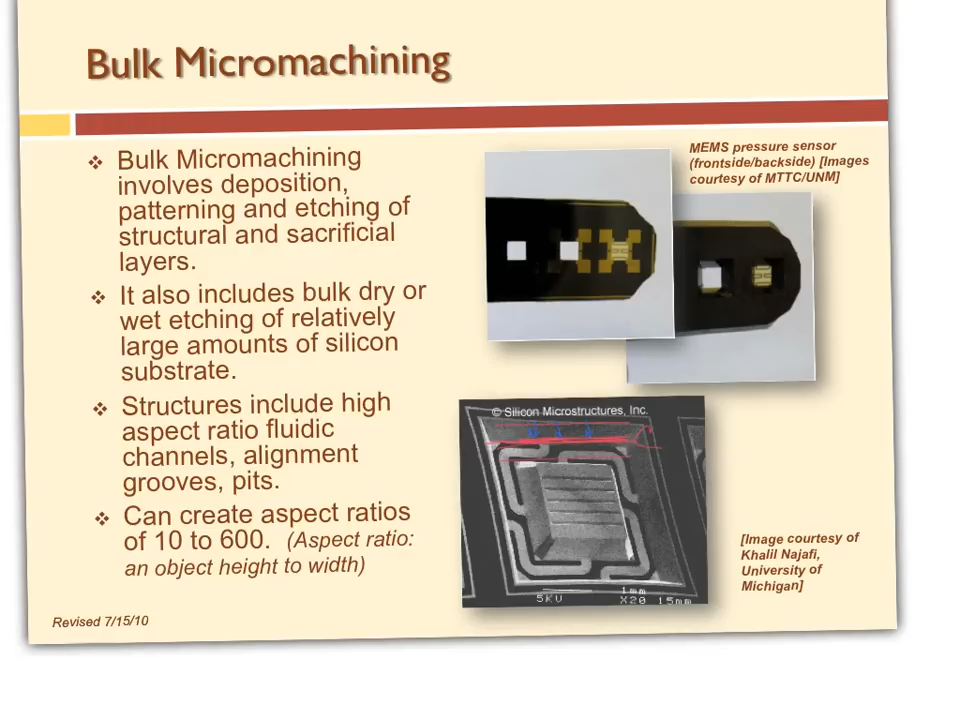 Bulk Micromachining
Bulk Micromachining
involves deposition,
patterning and etching of
structural and sacrificial
layers.
It also includes bulk dry or
wet etching of relatively
large amounts of silicon
substrate.
Structures include high
aspect ratio fluidic
channels, alignment
grooves, pits.
Can create aspect ratios
of 10 to 600. (Aspect ratio:
an object height to width)
MEMS pressure sensor
(frontside/backside) [Images
courtesy of MTTC/UNM]
© Silicon Microstructures, Inc.
1mm
5KV X20 15mm
[Image courtesy of
Khalil Najafi,
University of
Michigan]
Revised 7/15/10